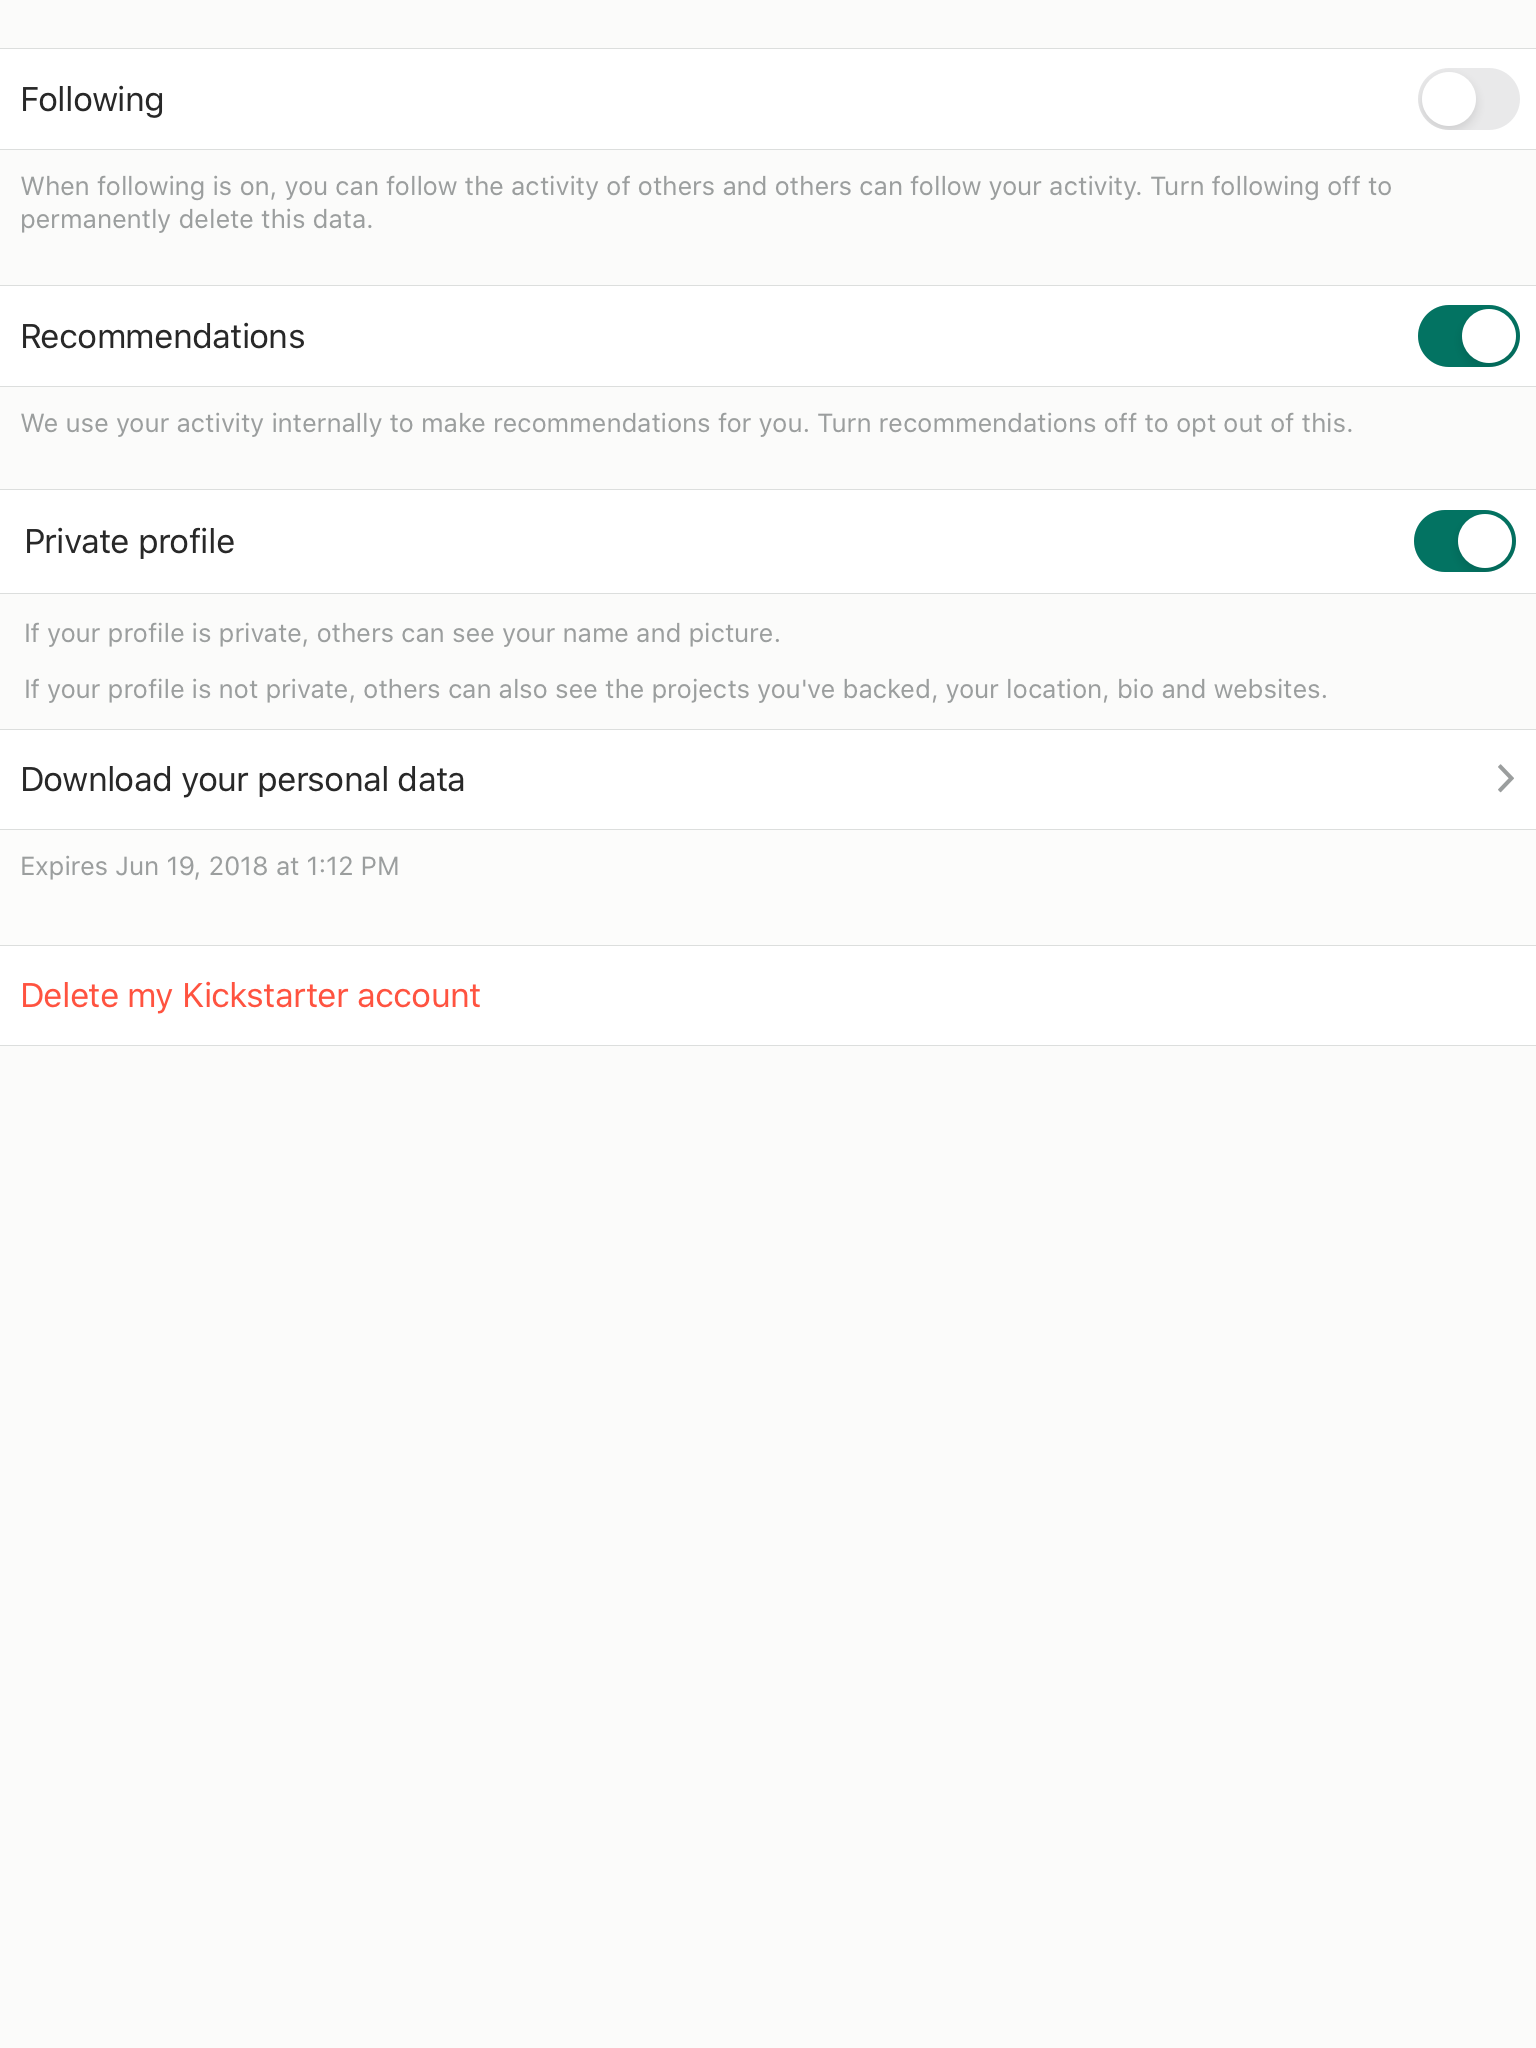 Following
When following is on, you can follow the activity of others and others can follow your activity. Turn following off to
permanently delete this data.
Recommendations
We use your activity internally to make recommendations for you. Turn recommendations off to opt out of this.
Private profile
If your profile is private, others can see your name and picture.
If your profile is not private, others can also see the projects you've backed, your location, bio and websites.
Download your personal data
Expires Jun 19, 2018 at 1:12 PM
Delete my Kickstarter account